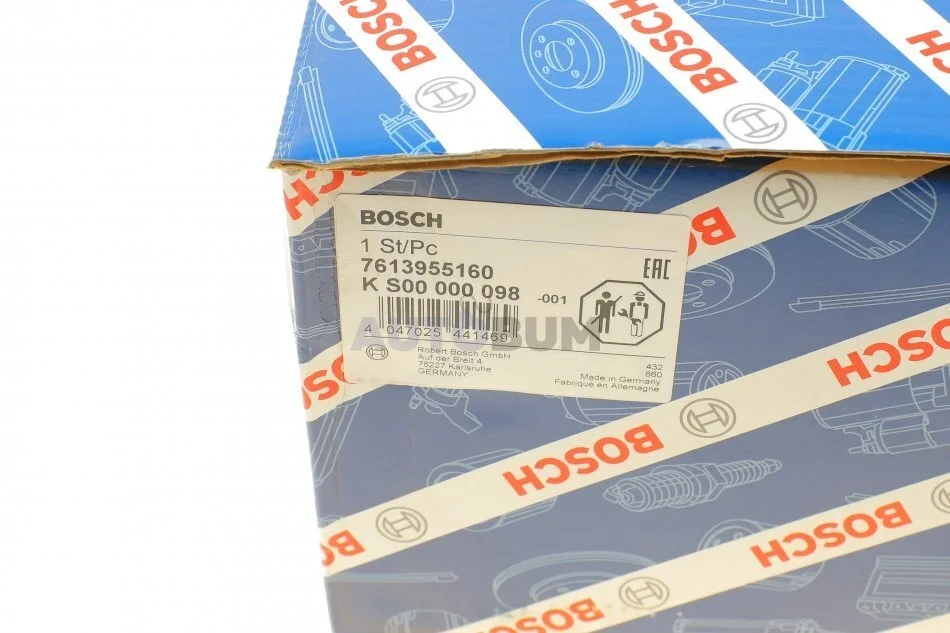 BOSCH
BOSCH
BOSCH
BOSCH
BOSCH
1 St/Pc
7613955160
K S00 000 098 -001
EAC
4 047025 441469
AUTOBUM
Robert Bosch GmbH
Auf der Breit 4
76227 Karlsruhe
GERMANY
432
860
Made in Germany
Fabriqué en Allemagne
BOSCH
BOSCH
BOSCH
BOSCH